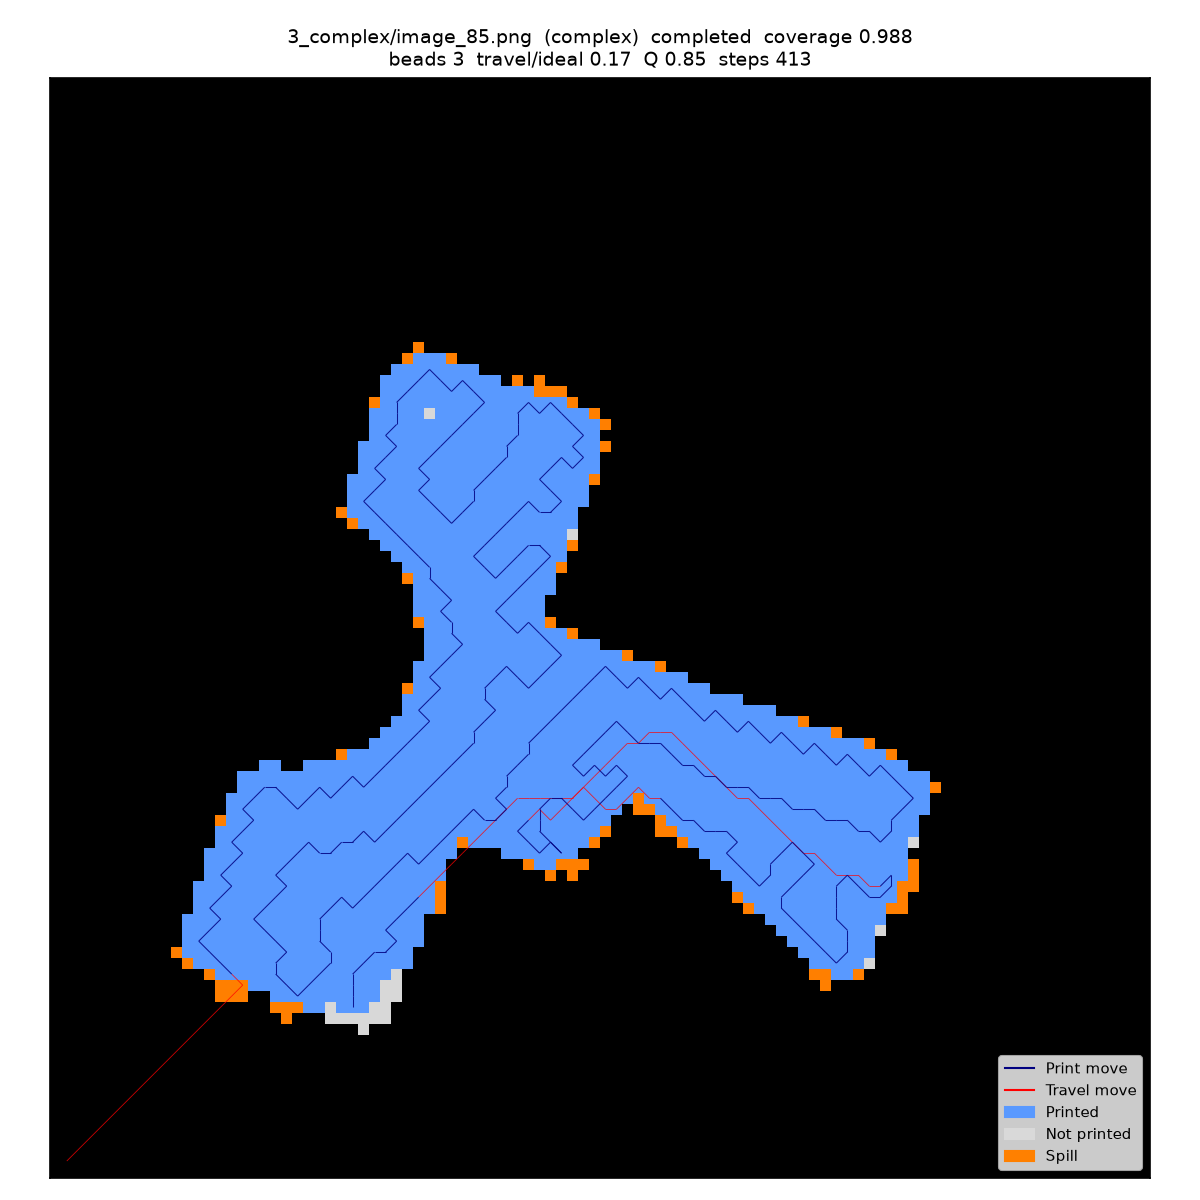 3_complex/image_85.png  (complex)  completed  coverage 0.988
beads 3  travel/ideal 0.17  Q 0.85  steps 413
Print move
Travel move
Printed
Not printed
Spill